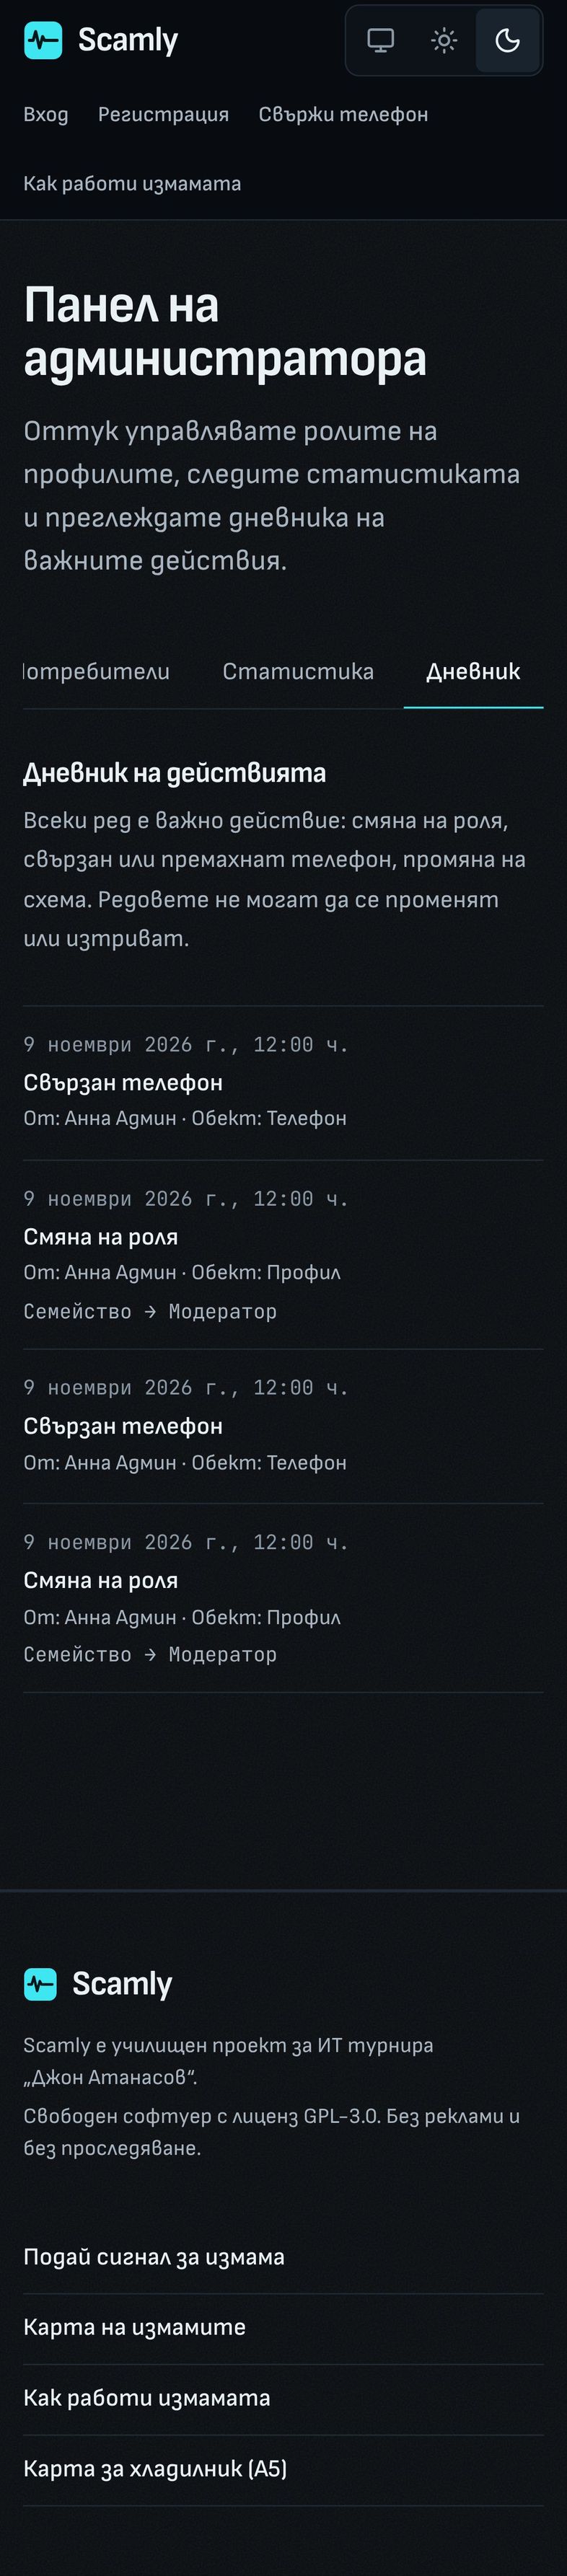 Scamly
Вход Регистрация Свържи телефон
Как работи измамата
Панел на
администратора
Оттук управлявате ролите на
профилите, следите статистиката
и преглеждате дневника на
важните действия.
Статистика Дневник
Дневник на действията
Всеки ред е важно действие: смяна на роля,
свързан или премахнат телефон, промяна на
схема. Редовете не могат да се променят
или изтриват.
9 ноември 2026 г., 12:00 ч.
Свързан телефон
От: Анна Админ · Обект: Телефон
9 ноември 2026 г., 12:00 ч.
Смяна на роля
От: Анна Админ · Обект: Профил
Семейство → Модератор
9 ноември 2026 г., 12:00 ч.
Свързан телефон
От: Анна Админ · Обект: Телефон
9 ноември 2026 г., 12:00 ч.
Смяна на роля
От: Анна Админ · Обект: Профил
Семейство → Модератор
Scamly
Scamly е училищен проект за ИТ турнира
„Джон Атанасов“.
Свободен софтуер с лиценз GPL-3.0. Без реклами и
без проследяване.
Подай сигнал за измама
Карта на измамите
Как работи измамата
Карта за хладилник (А5)